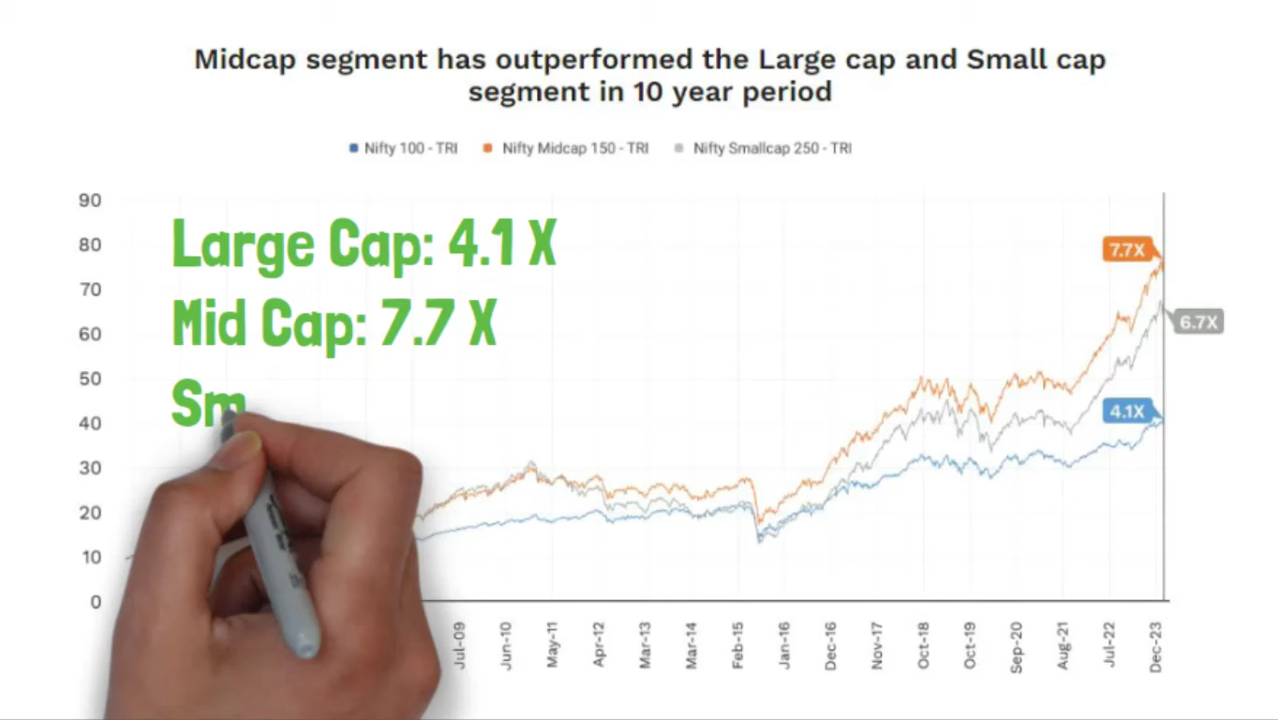 Midcap segment has outperformed the Large cap and Small cap
segment in 10 year period
Nifty 100 - TRI Nifty Midcap 150 - TRI Nifty Smallcap 250 - TRI
90
80
70
60
50
40
30
20
10
0
Large Cap: 4.1 X
Mid Cap: 7.7 X
Sm
7.7X
6.7X
4.1X
Jul-09 Jun-10 May-11 Apr-12 Mar-13 Mar-14 Feb-15 Jan-16 Dec-16 Nov-17 Oct-18 Oct-19 Sep-20 Aug-21 Jul-22 Dec-23